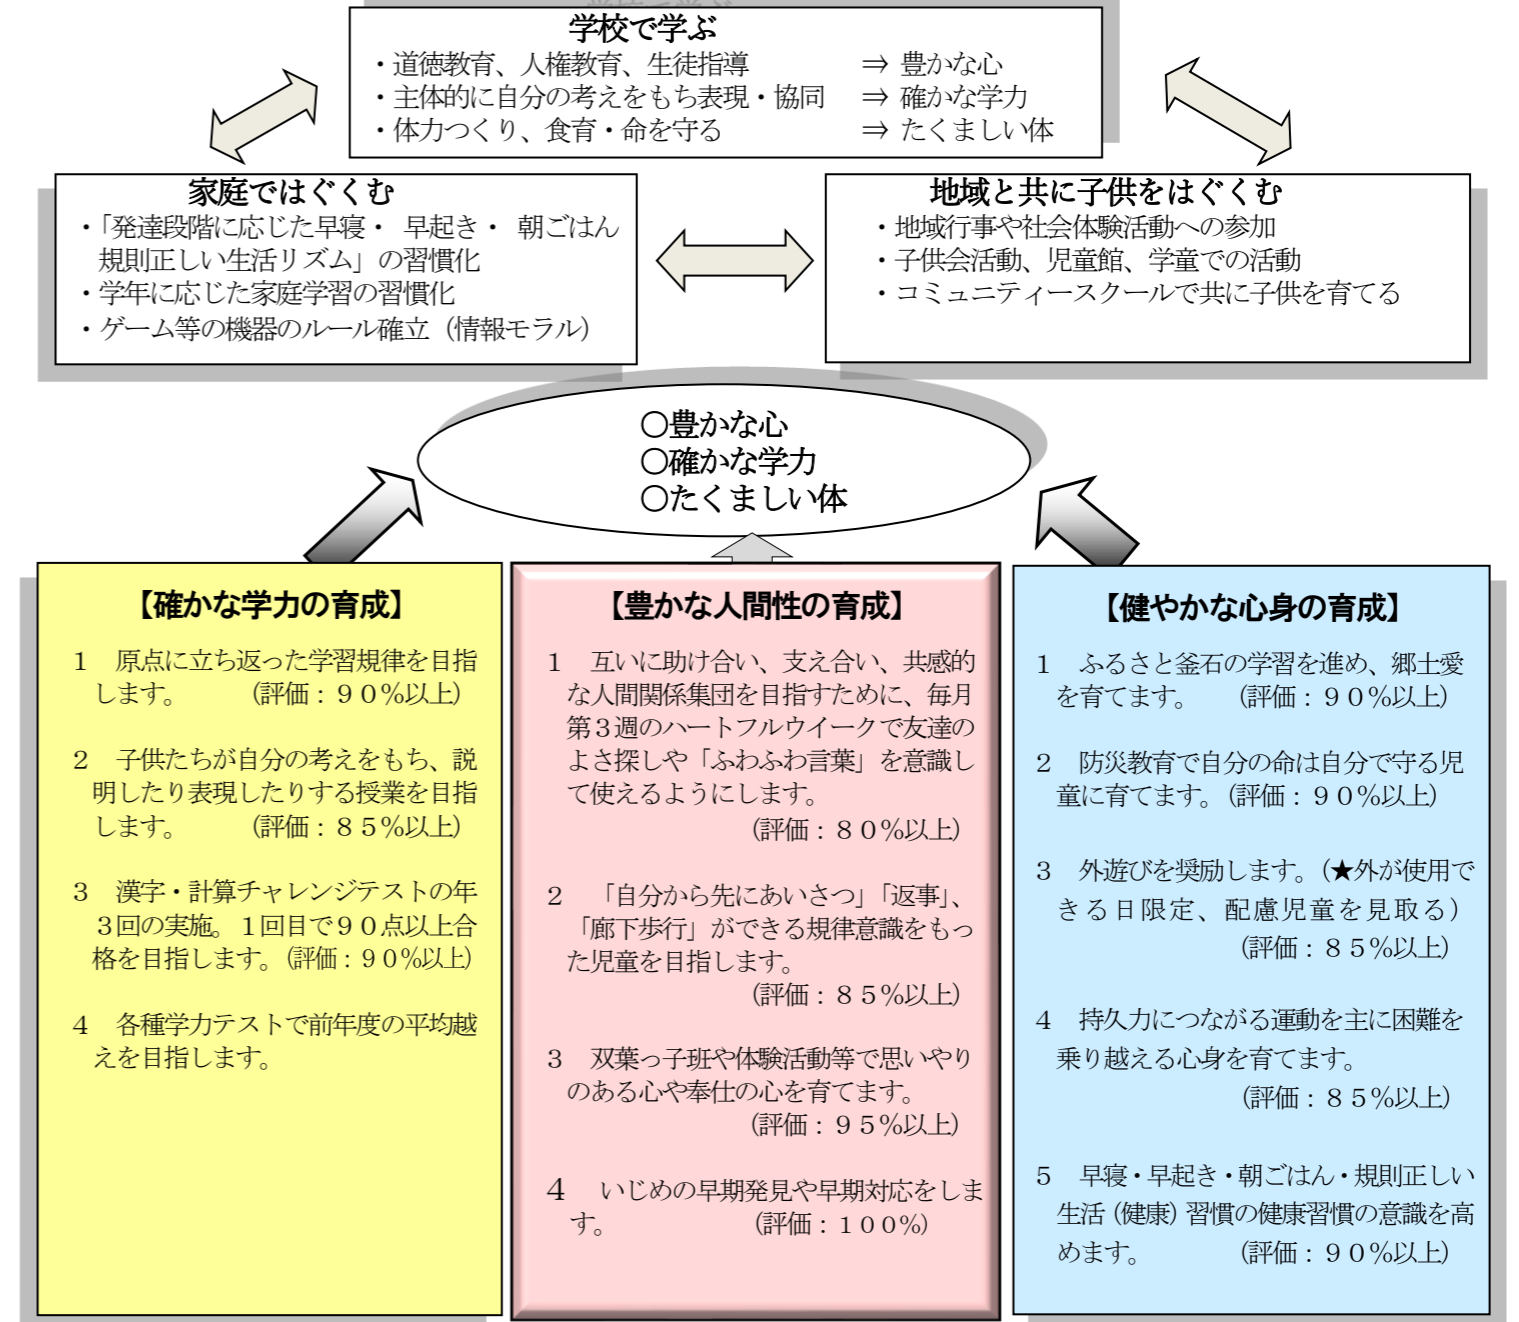 学校で学ぶ
・道徳教育、人権教育、生徒指導　⇒ 豊かな心
・主体的に自分の考えをもち表現・協同　⇒ 確かな学力
・体力つくり、食育・命を守る　⇒ たくましい体
家庭ではぐくむ
・「発達段階に応じた早寝・ 早起き・ 朝ごはん
規則正しい生活リズム」の習慣化
・学年に応じた家庭学習の習慣化
・ゲーム等の機器のルール確立（情報モラル）
地域と共に子供をはぐくむ
・地域行事や社会体験活動への参加
・子供会活動、児童館、学童での活動
・コミュニティースクールで共に子供を育てる
○豊かな心
○確かな学力
○たくましい体
【確かな学力の育成】
１　原点に立ち返った学習規律を目指
します。　（評価：９０％以上）
２　子供たちが自分の考えをもち、説
明したり表現したりする授業を目指
します。　（評価：８５％以上）
３　漢字・計算チャレンジテストの年
３回の実施。１回目で９０点以上合
格を目指します。（評価：９０％以上）
４　各種学力テストで前年度の平均越
えを目指します。
【豊かな人間性の育成】
１　互いに助け合い、支え合い、共感的
な人間関係集団を目指すために、毎月
第３週のハートフルウイークで友達の
よさ探しや「ふわふわ言葉」を意識し
て使えるようにします。
（評価：８０％以上）
２　「自分から先にあいさつ」「返事」、
「廊下歩行」ができる規律意識をもっ
た児童を目指します。
（評価：８５％以上）
３　双葉っ子班や体験活動等で思いやり
のある心や奉仕の心を育てます。
（評価：９５％以上）
４　いじめの早期発見や早期対応をしま
す。　（評価：１００％）
【健やかな心身の育成】
１　ふるさと釜石の学習を進め、郷土愛
を育てます。　（評価：９０％以上）
２　防災教育で自分の命は自分で守る児
童に育てます。（評価：９０％以上）
３　外遊びを奨励します。（★外が使用で
きる日限定、配慮児童を見取る）
（評価：８５％以上）
４　持久力につながる運動を主に困難を
乗り越える心身を育てます。
（評価：８５％以上）
５　早寝・早起き・朝ごはん・規則正しい
生活（健康）習慣の健康習慣の意識を高
めます。　（評価：９０％以上）